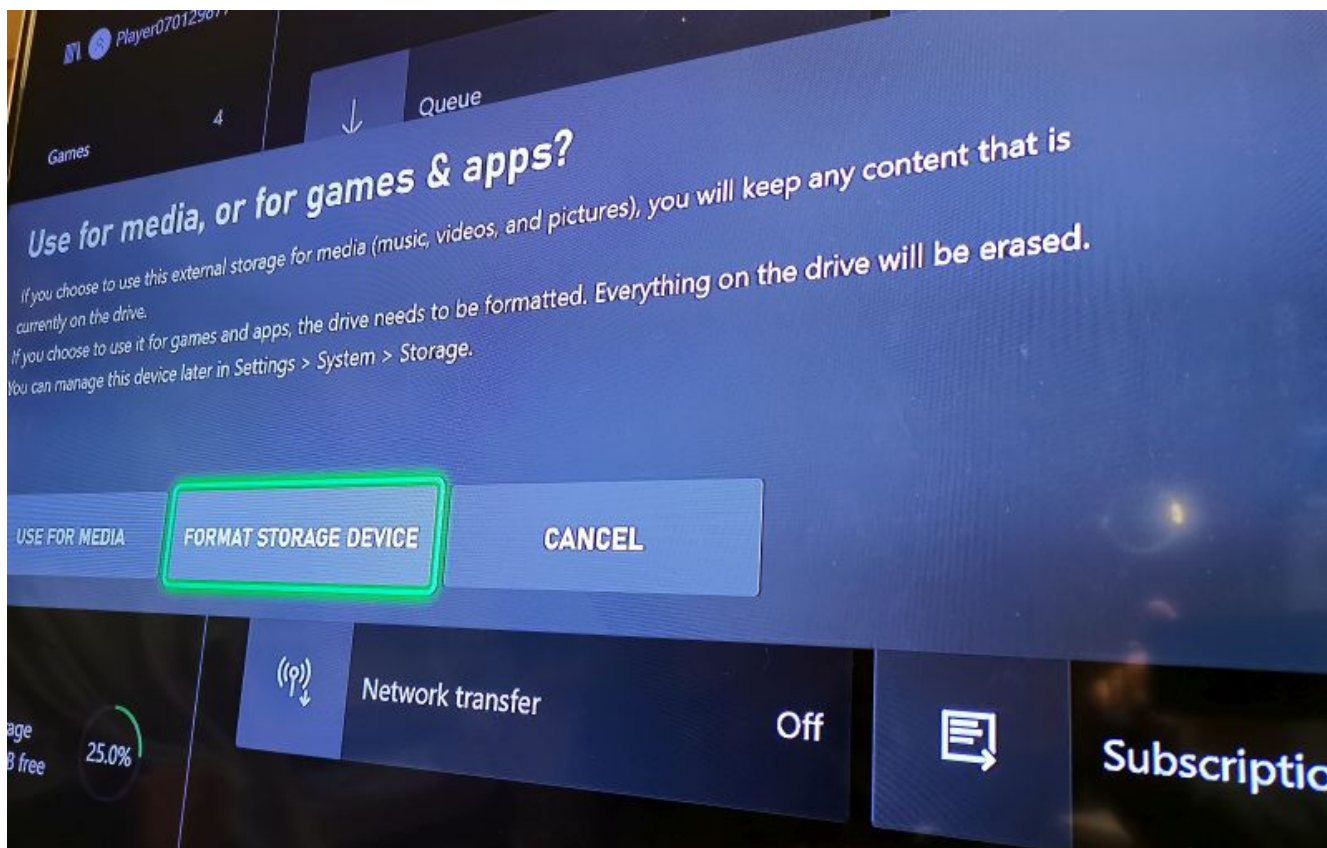 Queue
4
Games
Use for media, or for games & apps?
If you choose to use this external storage for media (music, videos, and pictures), you will keep any content that is
currently on the drive.
If you choose to use it for games and apps, the drive needs to be formatted. Everything on the drive will be erased.
You can manage this device later in Settings > System > Storage.
USE FOR MEDIA
FORMAT STORAGE DEVICE
CANCEL
Network transfer
Off
25.0%
free